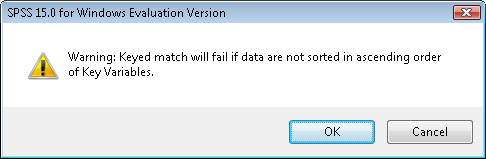 SPSS 15.0 for Windows Evaluation Version
Warning: Keyed match will fail if data are not sorted in ascending order
of Key Variables.
OK
Cancel